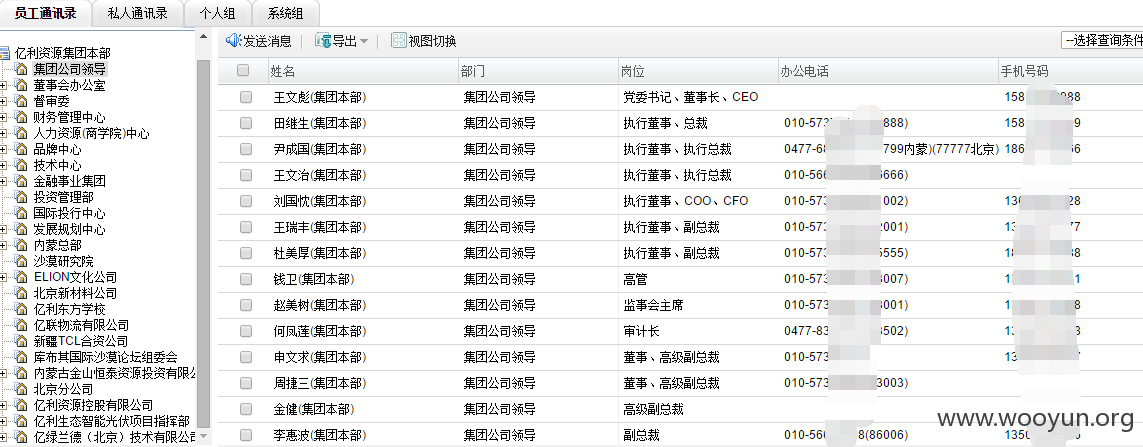 员工通讯录 私人通讯录 个人组 系统组
亿利资源集团本部
集团公司领导
董事会办公室
督审委
财务管理中心
人力资源(商学院)中心
品牌中心
技术中心
金融事业集团
投资管理部
国际投行中心
发展规划中心
内蒙总部
沙漠研究院
ELION文化公司
北京新材料公司
亿利东方学校
亿联物流有限公司
新疆TCL合资公司
库布其国际沙漠论坛组委会
内蒙古金山恒泰资源投资有限公
北京分公司
亿利资源控股有限公司
亿利生态智能光伏项目指挥部
亿绿兰德（北京）技术有限公司
发送消息 导出 视图切换 --选择查询条件
姓名 部门 岗位 办公电话 手机号码
王文彪(集团本部) 集团公司领导 党委书记、董事长、CEO 158 088
田继生(集团本部) 集团公司领导 执行董事、总裁 010-573 888) 158 9
尹成国(集团本部) 集团公司领导 执行董事、执行总裁 0477-68 799内蒙)(77777北京) 186 66
王文治(集团本部) 集团公司领导 执行董事、执行总裁 010-566 6666)
刘国忱(集团本部) 集团公司领导 执行董事、COO、CFO 010-573 002) 136 28
王瑞丰(集团本部) 集团公司领导 执行董事、副总裁 010-573 2001) 13 77
杜美厚(集团本部) 集团公司领导 执行董事、副总裁 010-573 5555) 18 88
钱卫(集团本部) 集团公司领导 高管 010-573 8007) 1 1
赵美树(集团本部) 集团公司领导 监事会主席 010-573 8001) 1 8
何凤莲(集团本部) 集团公司领导 审计长 0477-83 8502) 13 3
申文求(集团本部) 集团公司领导 董事、高级副总裁 010-573 13 7
周捷三(集团本部) 集团公司领导 董事、高级副总裁 010-573 3003)
金健(集团本部) 集团公司领导 高级副总裁
李惠波(集团本部) 集团公司领导 副总裁 010-566 8(86006) 1350 6
www.wooyun.org